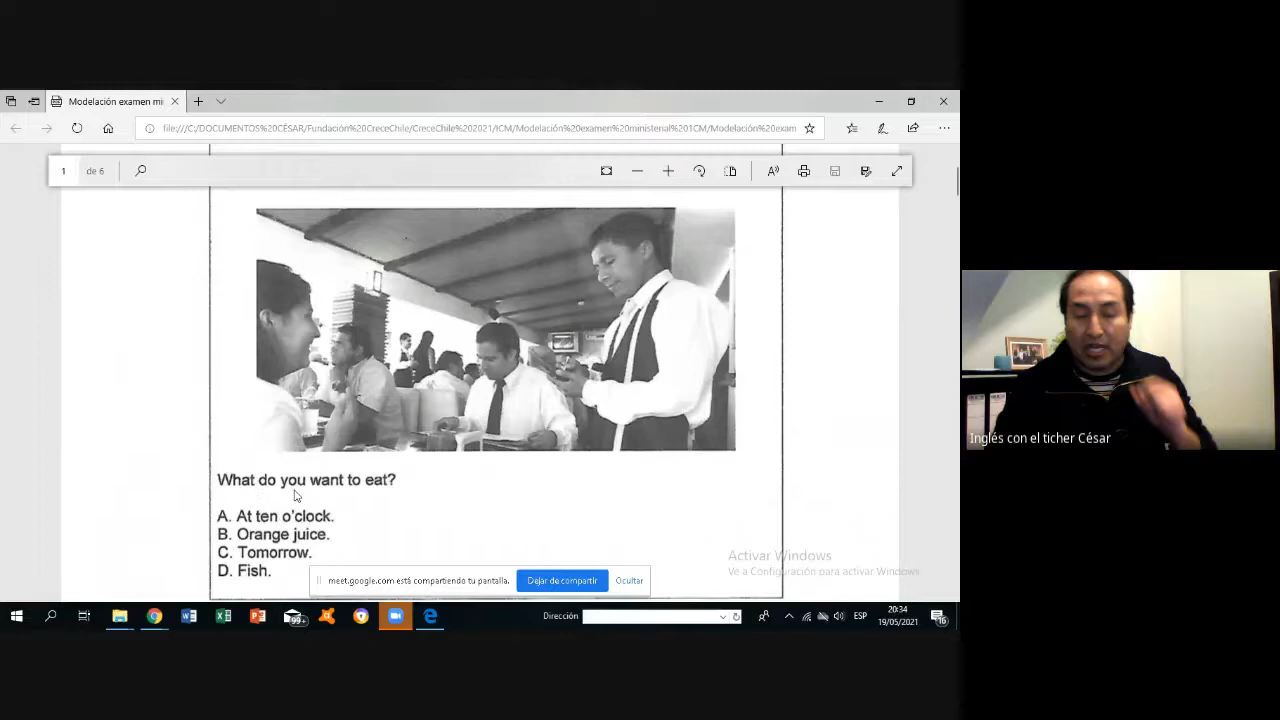 Modelación examen mi
file:///C:/DOCUMENTOS%20CÉSAR/Fundación%20CreceChile/CreceChile%202021/ICM/Modelación%20examen%20ministerial%201CM/Modelación%20exam
1 de 6
What do you want to eat?
A. At ten o'clock.
B. Orange juice.
C. Tomorrow.
D. Fish.
Activar Windows
Ve a Configuración para activar Windows.
meet.google.com está compartiendo tu pantalla.
Dejar de compartir
Ocultar
Inglés con el ticher César
99+
Dirección
ESP
20:34
19/05/2021
16